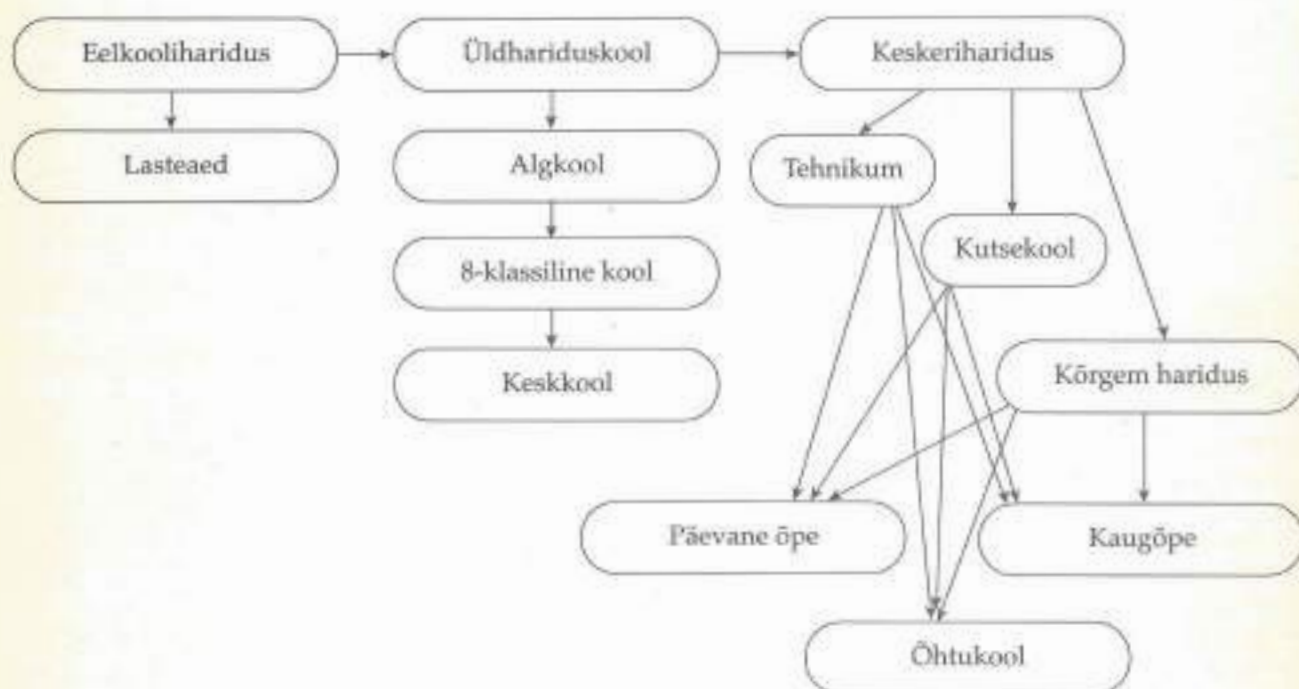 Eelkooliharidus
Üldhariduskool
Keskeriharidus
Lasteaed
Algkool
Tehnikum
8-klassiline kool
Kutsekool
Keskkool
Kõrgem haridus
Päevane õpe
Kaugõpe
Õhtukool